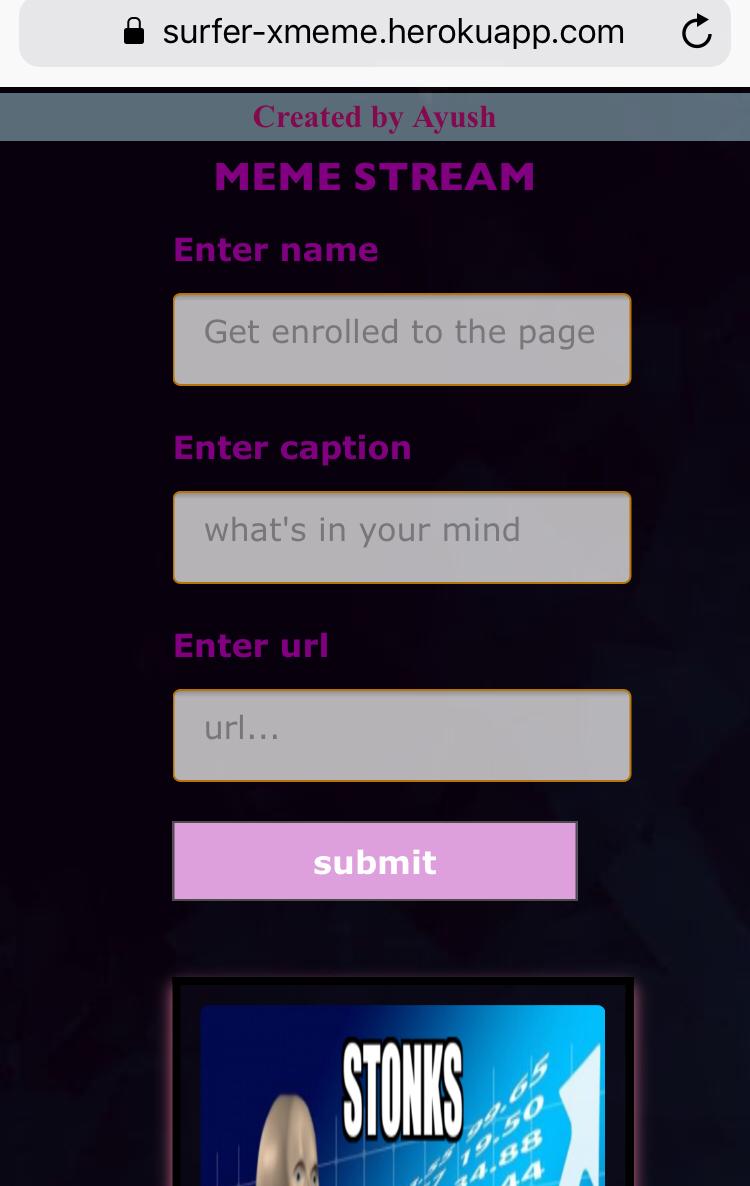 surfer-xmeme.herokuapp.com
Created by Ayush
MEME STREAM
Enter name
Get enrolled to the page
Enter caption
what's in your mind
Enter url
url...
submit
STONKS
99.65
19.50
34.88
44